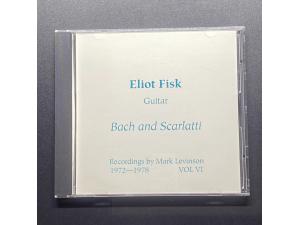 Eliot Fisk
Guitar
Bach and Scarlatti
Recordings by Mark Levinson
1972—1978 VOL VI